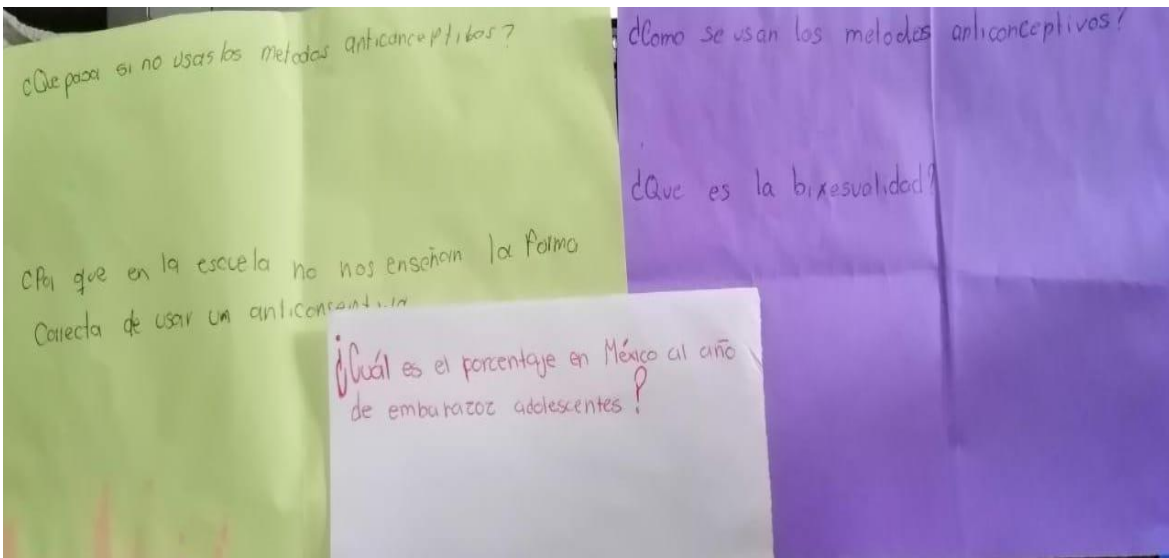 ¿Que pasa si no usas los metodos anticonceptibos?
¿Por que en la escuela no nos enseñan la forma
Correcta de usar un
¿Como se usan los metodos anticonceptivos?
¿Que es la bixesualidad?
¿Cuál es el porcentaje en México al año
de embarazoz adolescentes?